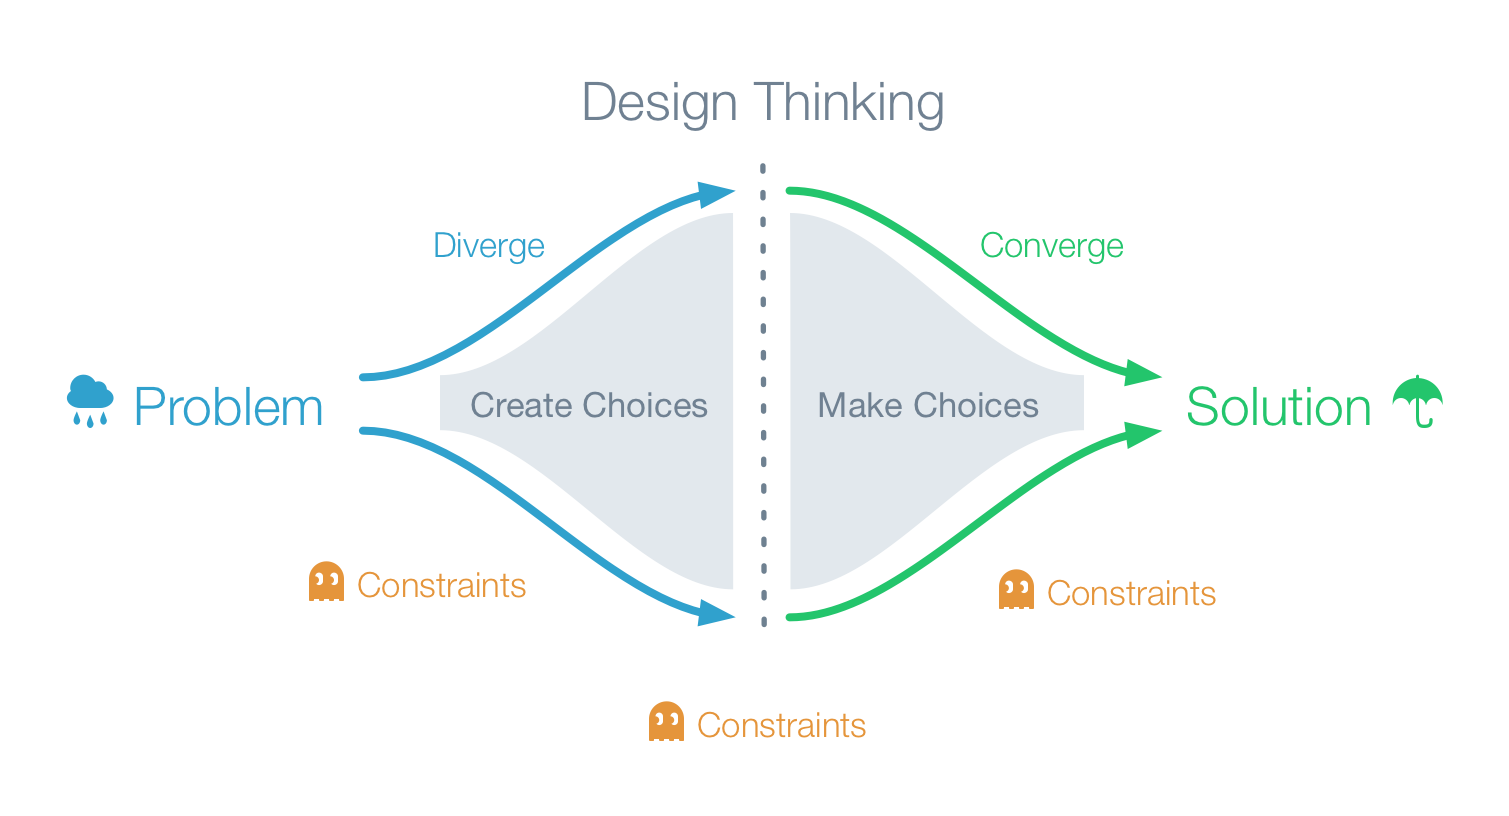 Design Thinking
Diverge
Converge
Problem
Create Choices
Make Choices
Solution
Constraints
Constraints
Constraints